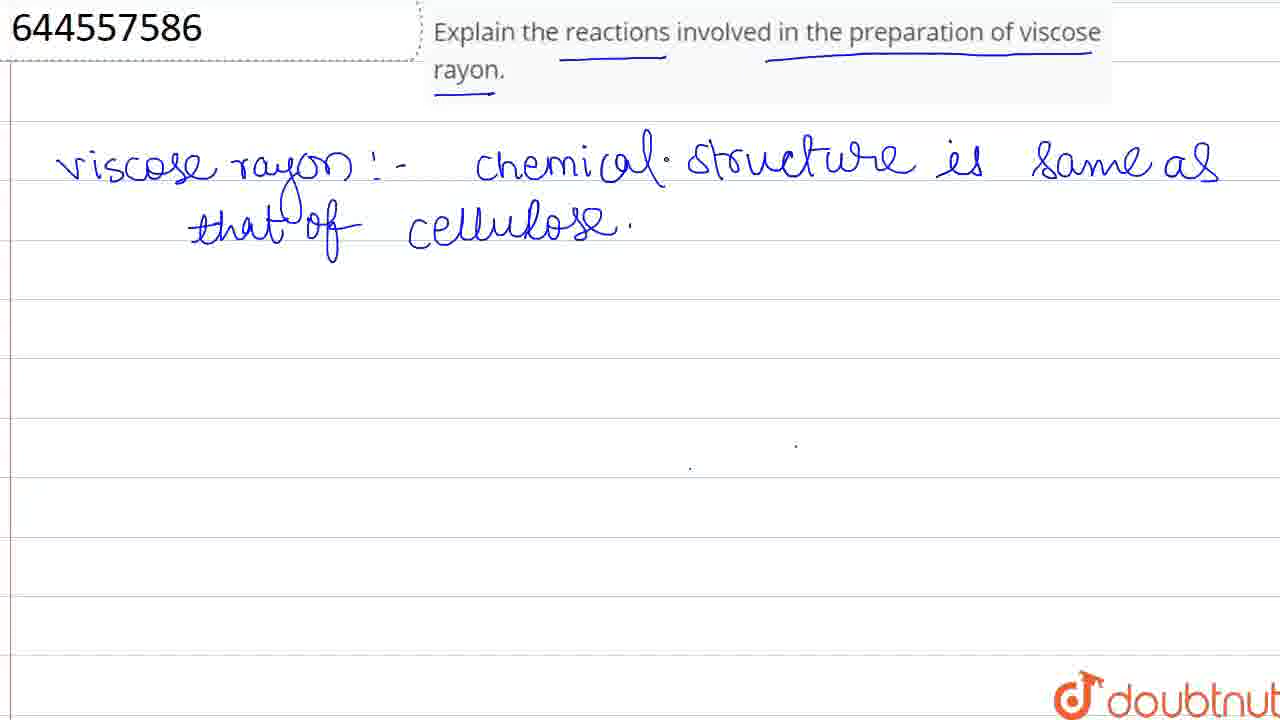 644557586
Explain the reactions involved in the preparation of viscose
rayon.
viscose rayon :- chemical structure is same as
that of cellulose.
doubtnut